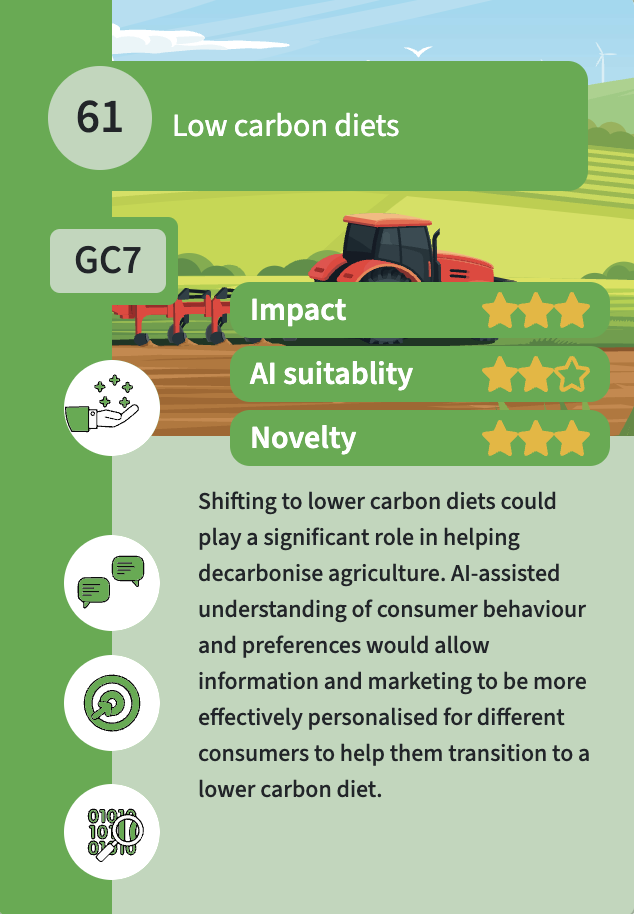 61
Low carbon diets
GC7
Impact
AI suitablity
Novelty
Shifting to lower carbon diets could
play a significant role in helping
decarbonise agriculture. AI-assisted
understanding of consumer behaviour
and preferences would allow
information and marketing to be more
effectively personalised for different
consumers to help them transition to a
lower carbon diet.